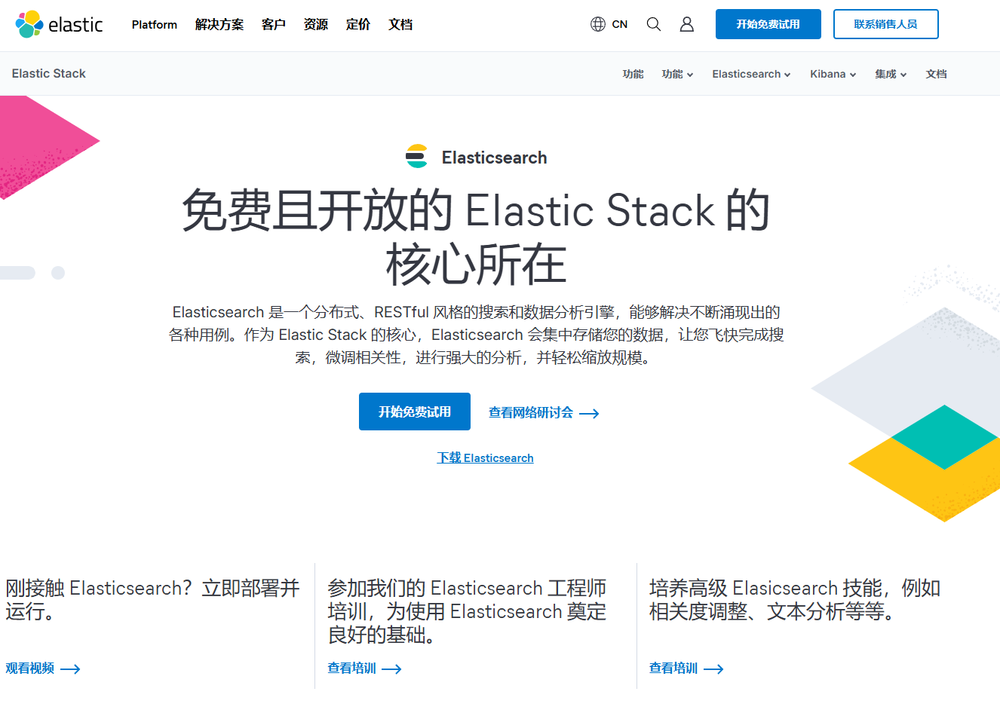 elastic
Platform 解决方案 客户 资源 定价 文档
CN
开始免费试用
联系销售人员
Elastic Stack
功能 功能 Elasticsearch Kibana 集成 文档
Elasticsearch
免费且开放的 Elastic Stack 的
核心所在
Elasticsearch 是一个分布式、RESTful 风格的搜索和数据分析引擎，能够解决不断涌现出的
各种用例。作为 Elastic Stack 的核心，Elasticsearch 会集中存储您的数据，让您飞快完成搜
索，微调相关性，进行强大的分析，并轻松缩放规模。
开始免费试用
查看网络研讨会
下载 Elasticsearch
刚接触 Elasticsearch？立即部署并
运行。
观看视频
参加我们的 Elasticsearch 工程师
培训，为使用 Elasticsearch 奠定
良好的基础。
查看培训
培养高级 Elasicsearch 技能，例如
相关度调整、文本分析等等。
查看培训